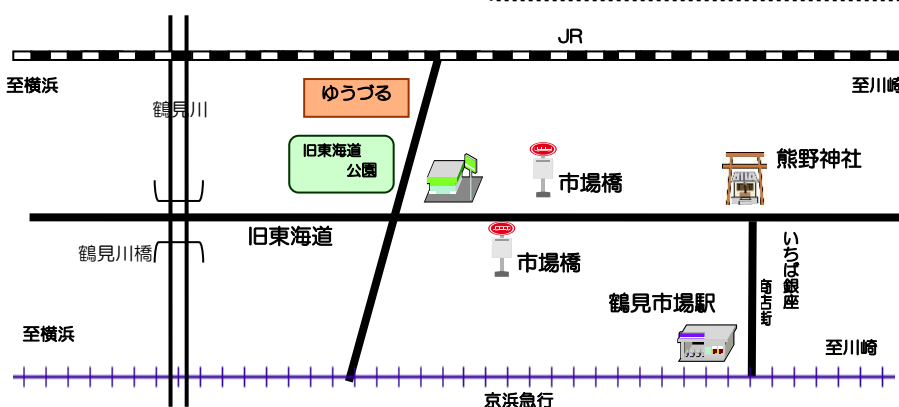 JR
至横浜
至川崎
ゆうづる
鶴見川
旧東海道
公園
熊野神社
市場橋
旧東海道
鶴見川橋
市場橋
いちば銀座
商店街
鶴見市場駅
至横浜
至川崎
京浜急行